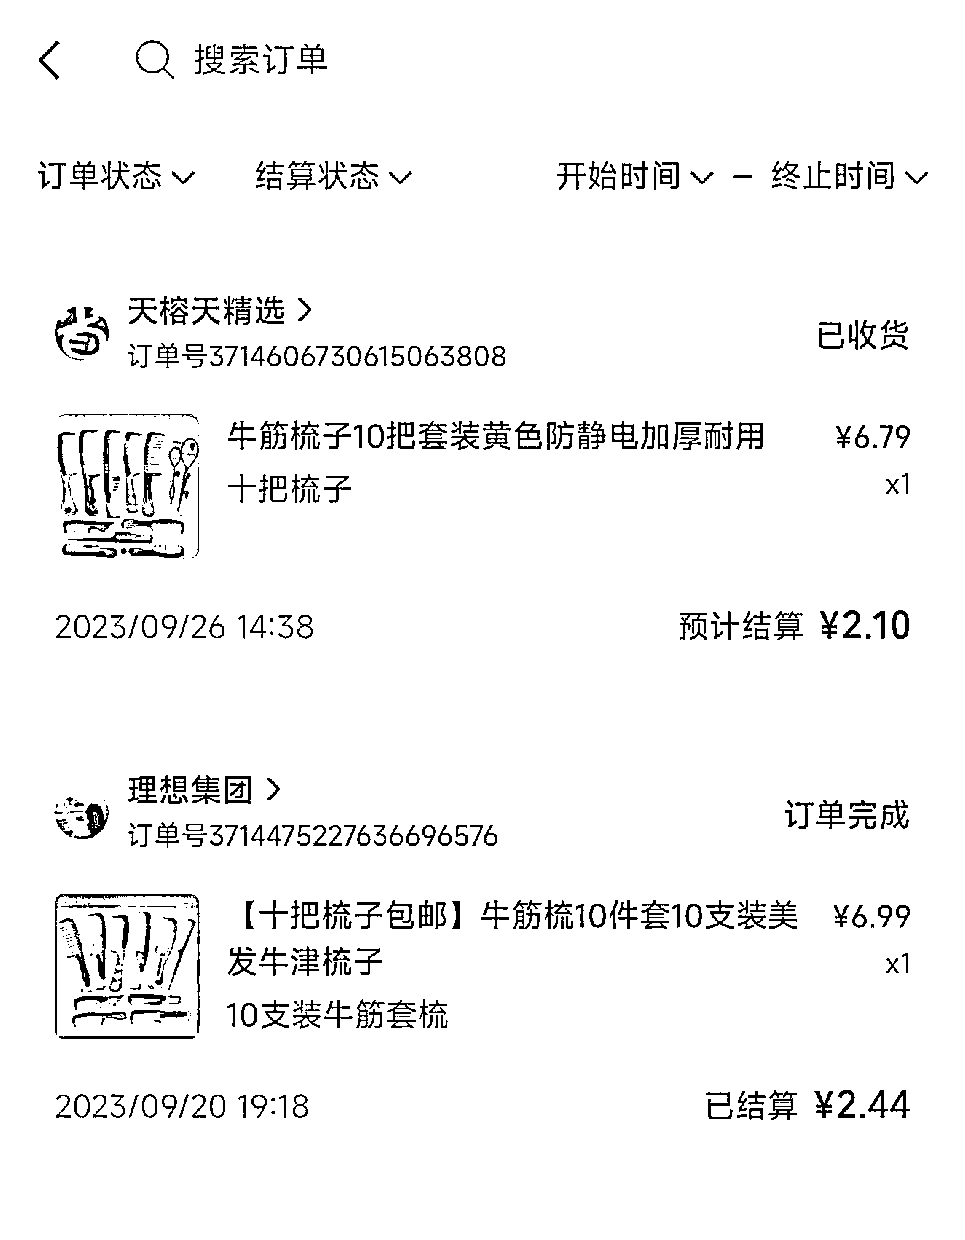 搜索订单
订单状态 结算状态 开始时间 - 终止时间
天榕天精选
订单号3714606730615063808
已收货
牛筋梳子10把套装黄色防静电加厚耐用 ¥6.79
十把梳子 x1
2023/09/26 14:38 预计结算 ¥2.10
理想集团
订单号3714475227636696576
订单完成
【十把梳子包邮】牛筋梳10件套10支装美 ¥6.99
发牛津梳子 x1
10支装牛筋套梳
2023/09/20 19:18 已结算 ¥2.44